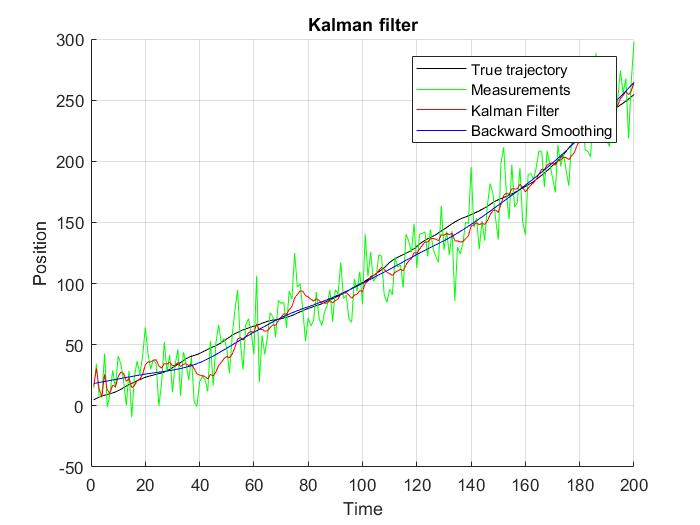 Kalman filter
300
250
200
150
100
50
0
-50
Position
True trajectory
Measurements
Kalman Filter
Backward Smoothing
0 20 40 60 80 100 120 140 160 180 200
Time